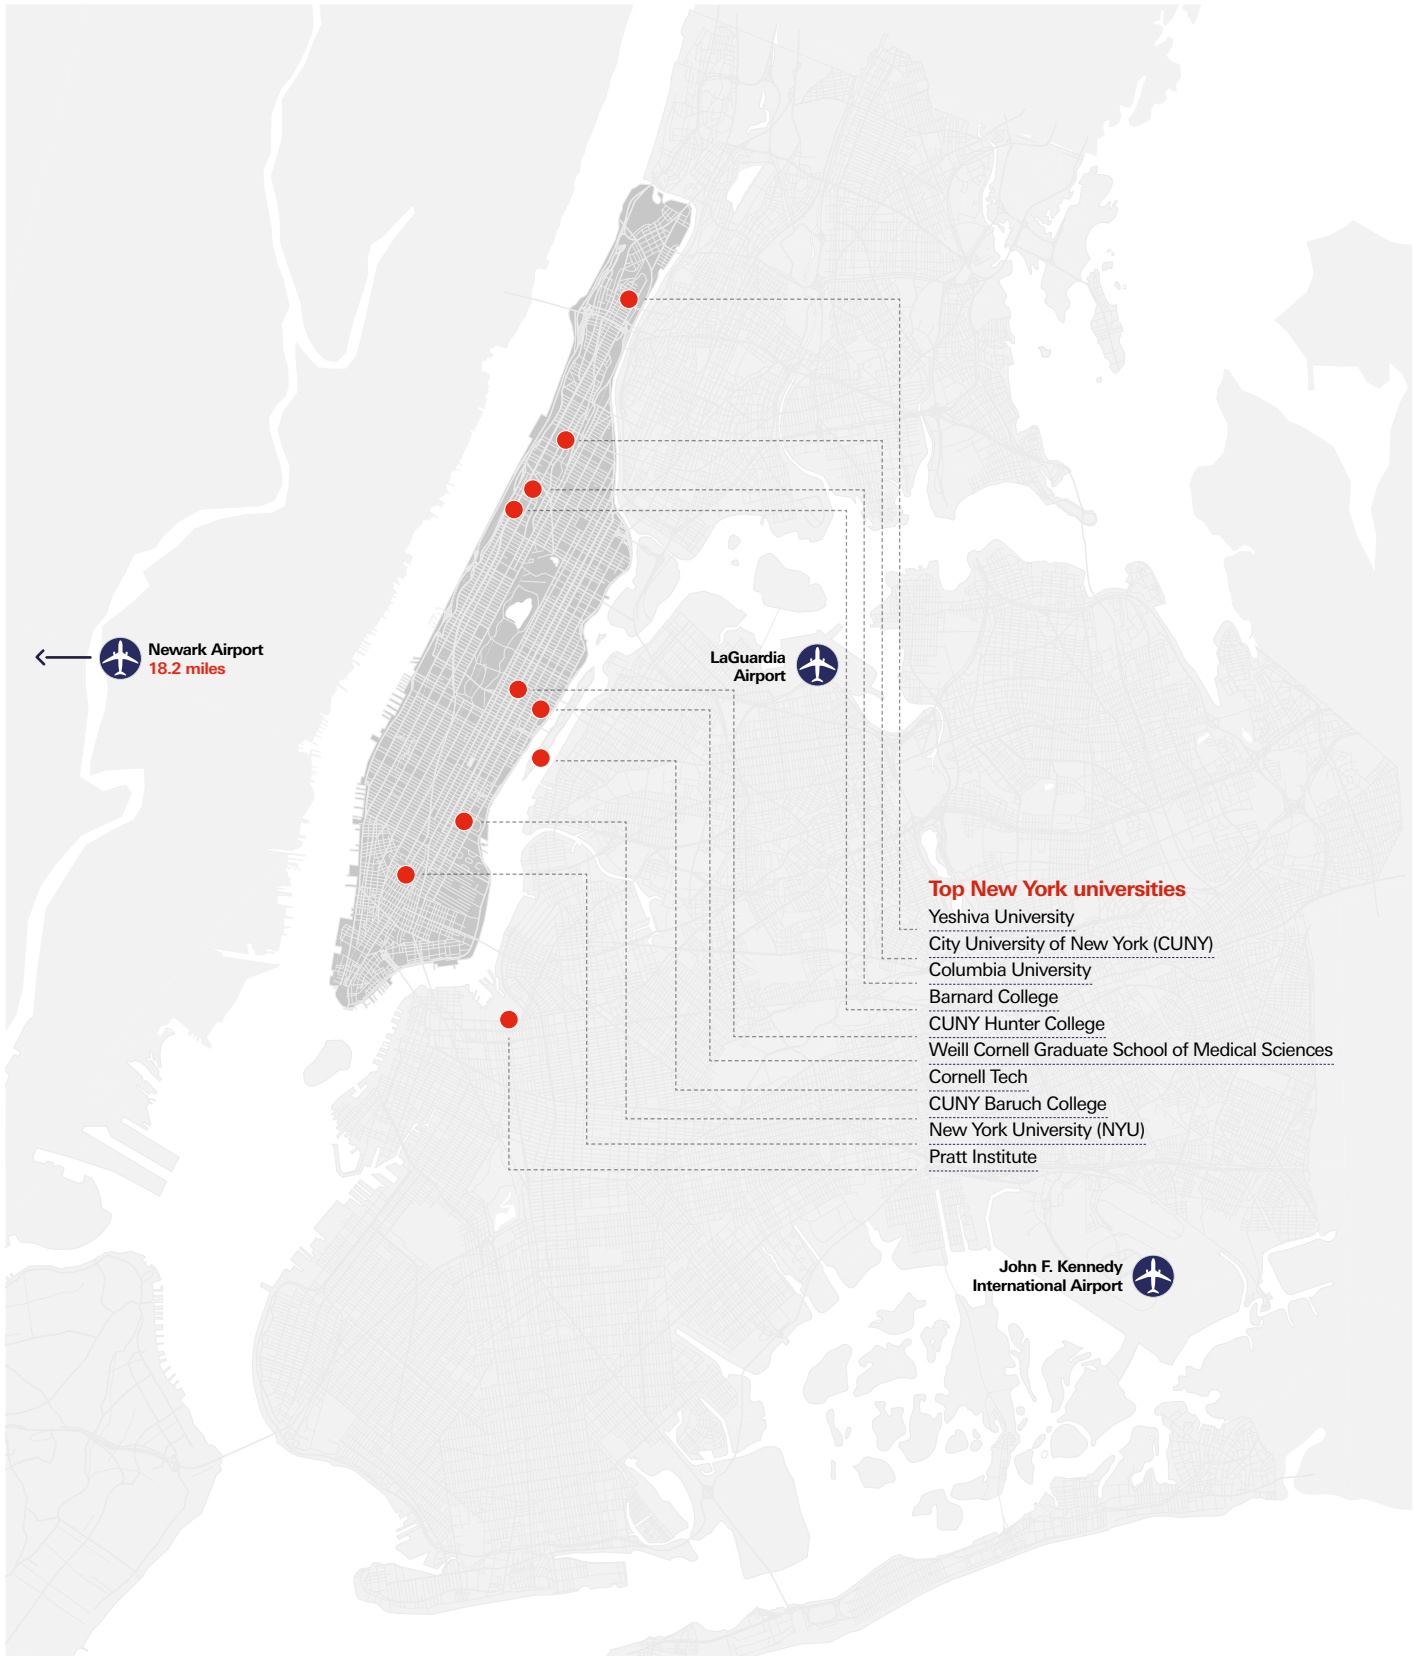 Newark Airport
18.2 miles
LaGuardia
Airport
Top New York universities
Yeshiva University
City University of New York (CUNY)
Columbia University
Barnard College
CUNY Hunter College
Weill Cornell Graduate School of Medical Sciences
Cornell Tech
CUNY Baruch College
New York University (NYU)
Pratt Institute
John F. Kennedy
International Airport